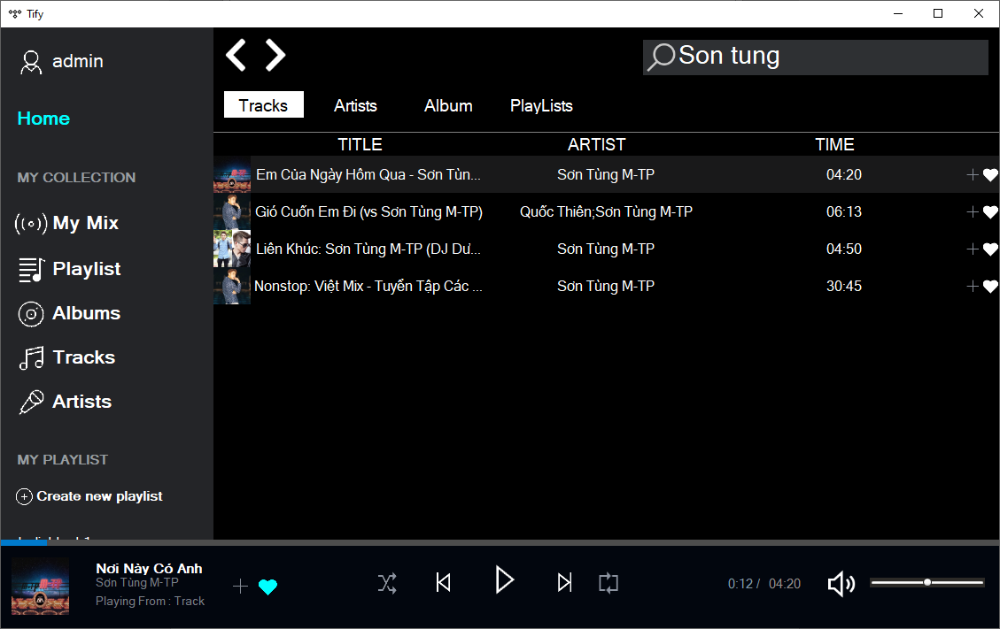 Tify
admin
Son tung
Home
Tracks Artists Album PlayLists
TITLE ARTIST TIME
MY COLLECTION
Em Của Ngày Hôm Qua - Sơn Tùn... Sơn Tùng M-TP 04:20
My Mix
Gió Cuốn Em Đi (vs Sơn Tùng M-TP) Quốc Thiên;Sơn Tùng M-TP 06:13
Liên Khúc: Sơn Tùng M-TP (DJ Dư... Sơn Tùng M-TP 04:50
Playlist
Nonstop: Việt Mix - Tuyển Tập Các ... Sơn Tùng M-TP 30:45
Albums
Tracks
Artists
MY PLAYLIST
Create new playlist
Nơi Này Có Anh
Sơn Tùng M-TP
Playing From : Track
0:12 / 04:20